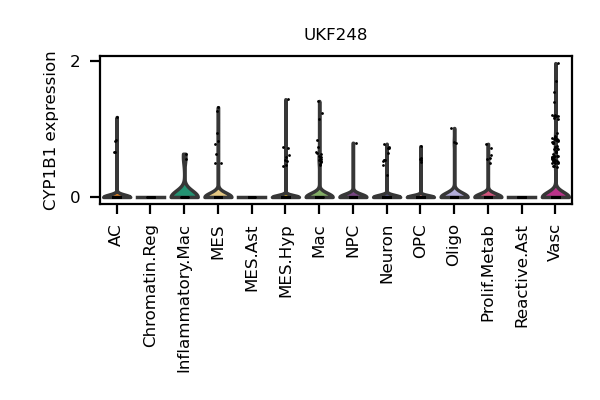 UKF248
CYP1B1 expression
2
0
AC
Chromatin.Reg
Inflammatory.Mac
MES
MES.Ast
MES.Hyp
Mac
NPC
Neuron
OPC
Oligo
Prolif.Metab
Reactive.Ast
Vasc